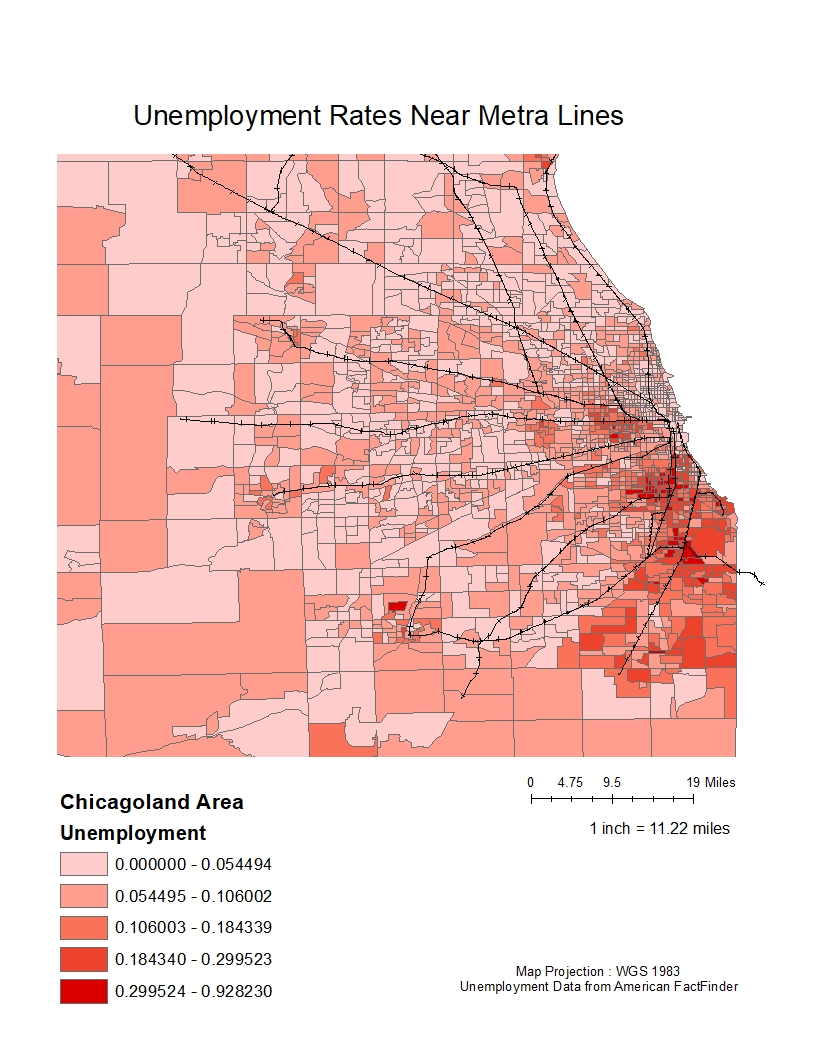 Unemployment Rates Near Metra Lines
0 4.75 9.5 19 Miles
1 inch = 11.22 miles
Chicagoland Area
Unemployment
0.000000 - 0.054494
0.054495 - 0.106002
0.106003 - 0.184339
0.184340 - 0.299523
0.299524 - 0.928230
Map Projection : WGS 1983
Unemployment Data from American FactFinder